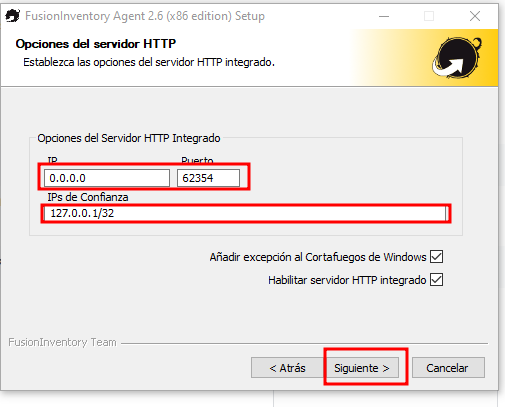 FusionInventory Agent 2.6 (x86 edition) Setup
Opciones del servidor HTTP
Establezca las opciones del servidor HTTP integrado.
Opciones del Servidor HTTP Integrado
IP Puerto
0.0.0.0 62354
IPs de Confianza
127.0.0.1/32
Añadir excepción al Cortafuegos de Windows
Habilitar servidor HTTP integrado
FusionInventory Team
< Atrás Siguiente > Cancelar